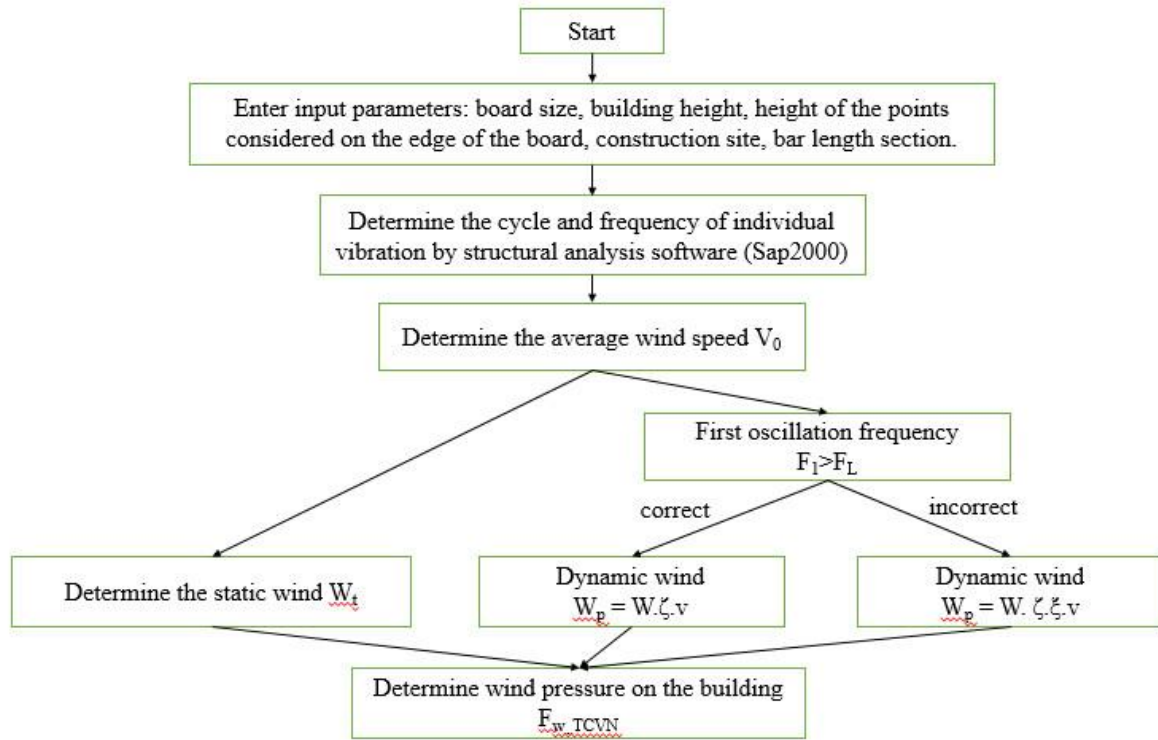 Start
Enter input parameters: board size, building height, height of the points
considered on the edge of the board, construction site, bar length section.
Determine the cycle and frequency of individual
vibration by structural analysis software (Sap2000)
Determine the average wind speed V₀
First oscillation frequency
F₁>F_L
correct
incorrect
Determine the static wind Wₜ
Dynamic wind
Wₚ = W.ζ.v
Dynamic wind
Wₚ = W. ζ.ξ.v
Determine wind pressure on the building
F_w_TCVN